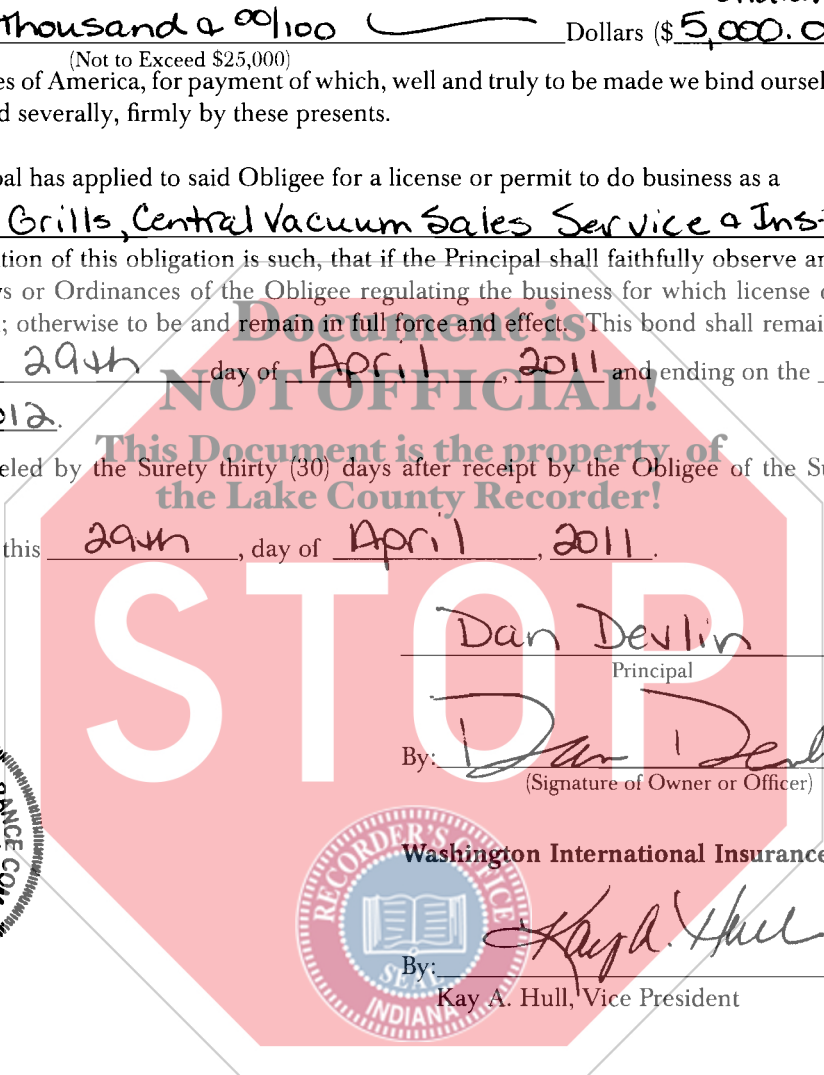 Thousand & 00/100 Dollars ($ 5,000.0
(Not to Exceed $25,000)
es of America, for payment of which, well and truly to be made we bind oursel
d severally, firmly by these presents.
pal has applied to said Obligee for a license or permit to do business as a
Grills, Central Vacuum Sales Service & Ins
tion of this obligation is such, that if the Principal shall faithfully observe an
s or Ordinances of the Obligee regulating the business for which license
; otherwise to be and remain in full force and effect. This bond shall remai
Document is
29th day of April, 2011 and ending on the
NOT OFFICIAL!
012.
This Document is the property of
eled by the Surety thirty (30) days after receipt by the Obligee of the Su
the Lake County Recorder!
this 29th, day of April, 2011.
STOP
Dan Devlin
Principal
By: Dan Devl
(Signature of Owner or Officer)
RANCE COM
Washington International Insurance
RECORDER'S OFFICE
SEAL
INDIANA
By: Kay A. Hull
Kay A. Hull, Vice President